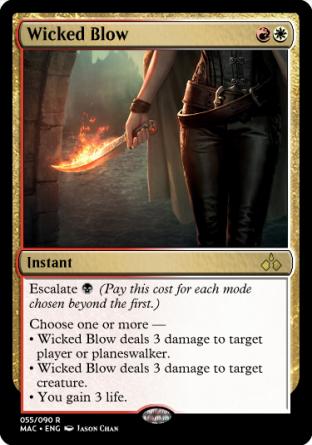 Wicked Blow
Instant
Escalate (Pay this cost for each mode
chosen beyond the first.)
Choose one or more —
• Wicked Blow deals 3 damage to target
player or planeswalker.
• Wicked Blow deals 3 damage to target
creature.
• You gain 3 life.
055/090 R
MAC • ENG JASON CHAN